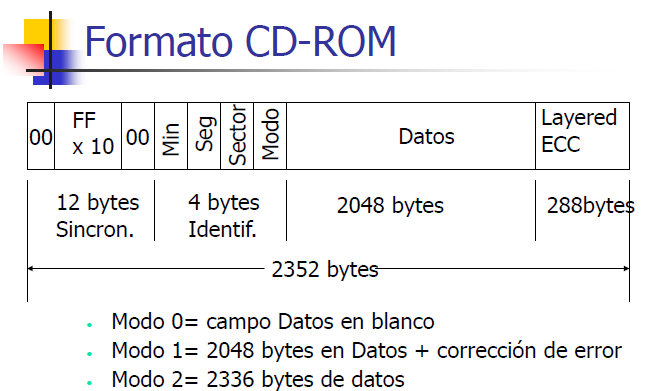 Formato CD-ROM
00
FF
x 10
00
Min
Seg
Sector
Modo
Datos
Layered
ECC
12 bytes
Sincron.
4 bytes
Identif.
2048 bytes
288bytes
2352 bytes
Modo 0= campo Datos en blanco
Modo 1= 2048 bytes en Datos + corrección de error
Modo 2= 2336 bytes de datos